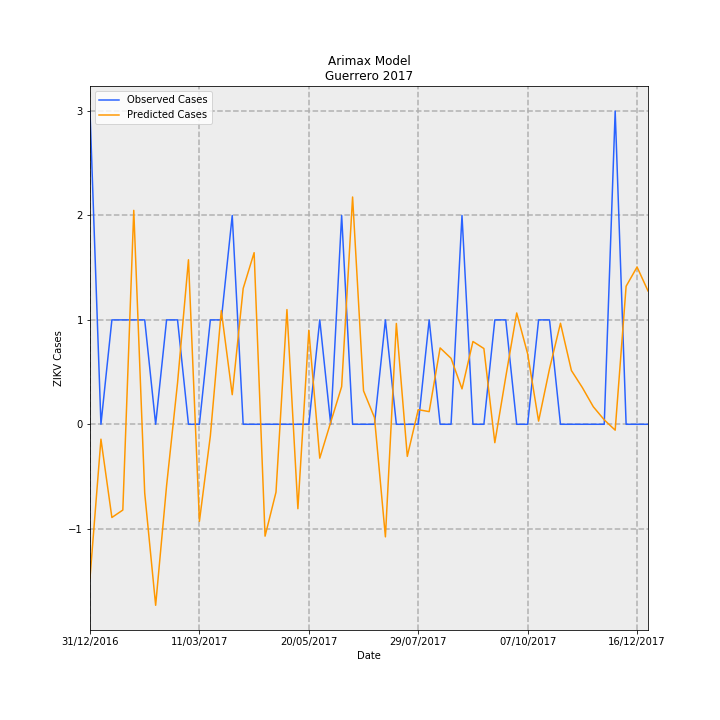 Arimax Model
Guerrero 2017
Observed Cases
Predicted Cases
3
2
1
0
−1
ZIKV Cases
31/12/2016
11/03/2017
20/05/2017
29/07/2017
07/10/2017
16/12/2017
Date